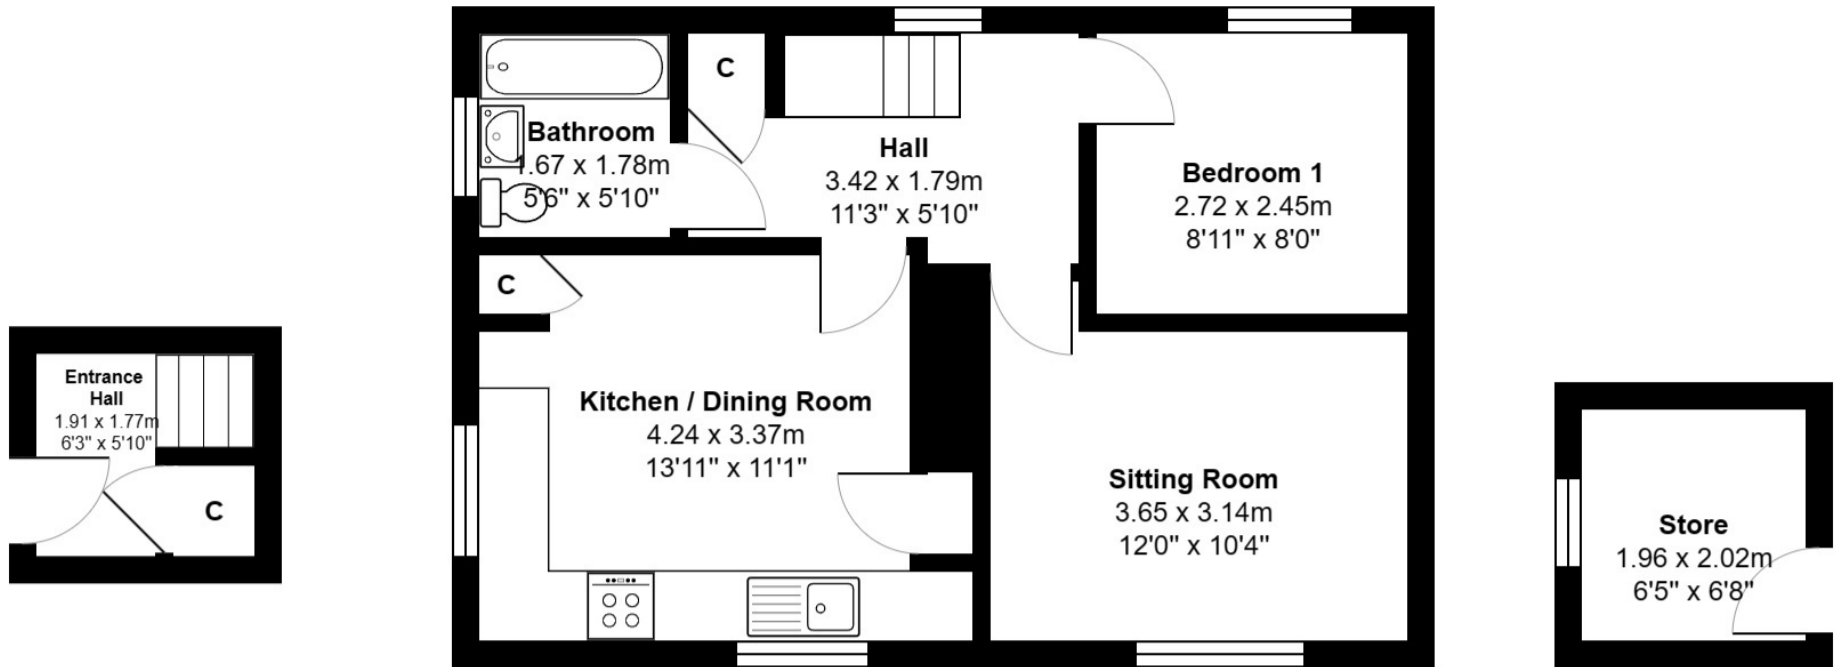 Entrance
Hall
1.91 x 1.77m
6'3" x 5'10"
C
Bathroom
1.67 x 1.78m
5'6" x 5'10"
C
Hall
3.42 x 1.79m
11'3" x 5'10"
Bedroom 1
2.72 x 2.45m
8'11" x 8'0"
C
Kitchen / Dining Room
4.24 x 3.37m
13'11" x 11'1"
Sitting Room
3.65 x 3.14m
12'0" x 10'4"
Store
1.96 x 2.02m
6'5" x 6'8"